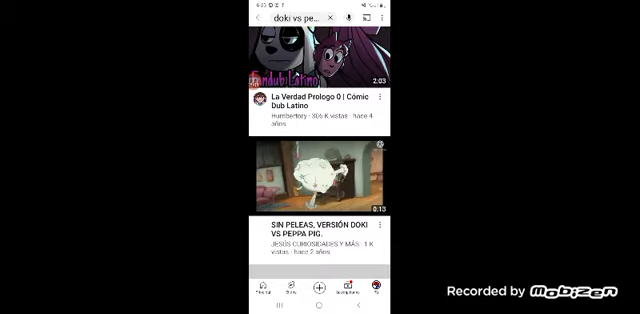 doki vs pe...
andub Latino
2:03
La Verdad Prologo 0 | Cómic
Dub Latino
Humbertory · 306 K vistas · hace 4
años
0:13
SIN PELEAS, VERSIÓN DOKI
VS PEPPA PIG.
JESÚS CURIOSIDADES Y MÁS · 1 K
vistas · hace 2 años
Recorded by Mobizen